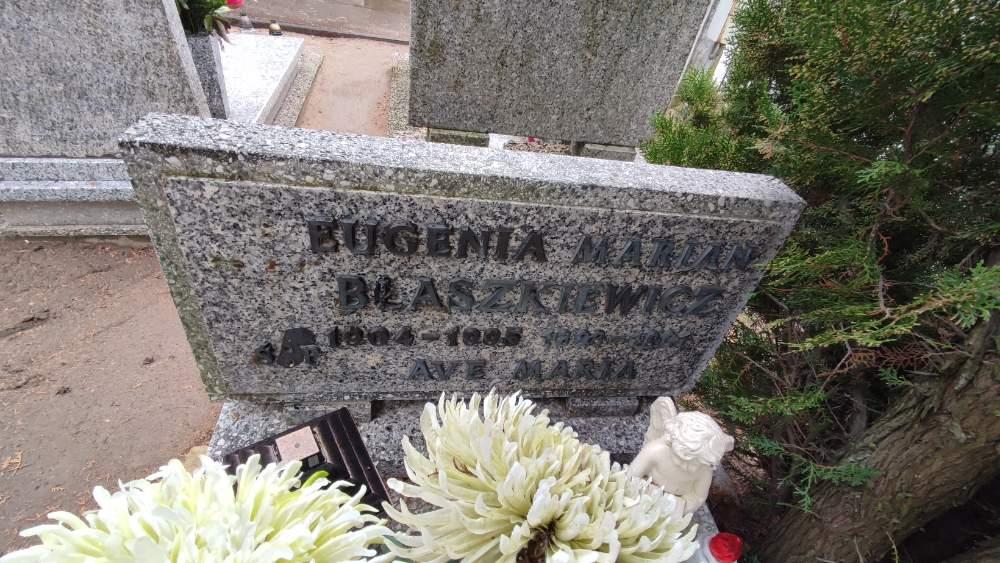 EUGENIA MARIAN
BŁASZKIEWICZ
1904-1985
AVE MARIA